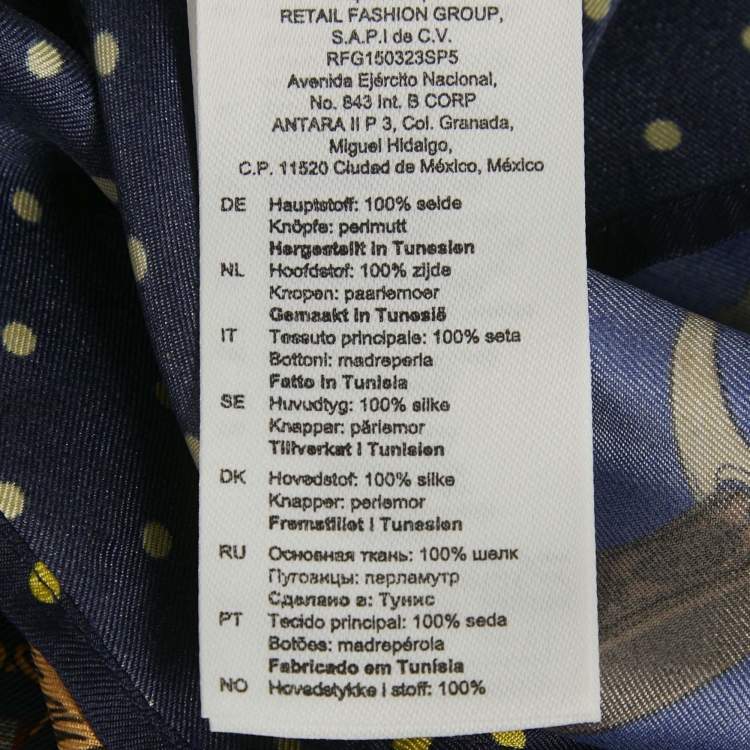 RETAIL FASHION GROUP,
S.A.P.I de C.V.
RFG150323SP5
Avenida Ejército Nacional,
No. 843 Int. B CORP
ANTARA II P 3, Col. Granada,
Miguel Hidalgo,
C.P. 11520 Ciudad de México, México
DE Hauptstoff: 100% seide
Knöpfe: perlmutt
Hergestellt in Tunesien
NL Hoofdstof: 100% zijde
Knopen: paarlemoer
Gemaakt in Tunesië
IT Tessuto principale: 100% seta
Bottoni: madreperla
Fatto in Tunisia
SE Huvudtyg: 100% silke
Knappar: pärlemor
Tillverkat i Tunisien
DK Hovedstof: 100% silke
Knapper: perlemor
Fremstillet i Tunesien
RU Основная ткань: 100% шелк
Пуговицы: перламутр
Сделано в: Тунис
PT Tecido principal: 100% seda
Botões: madrepérola
Fabricado em Tunísia
NO Hovedstykke i stoff: 100%